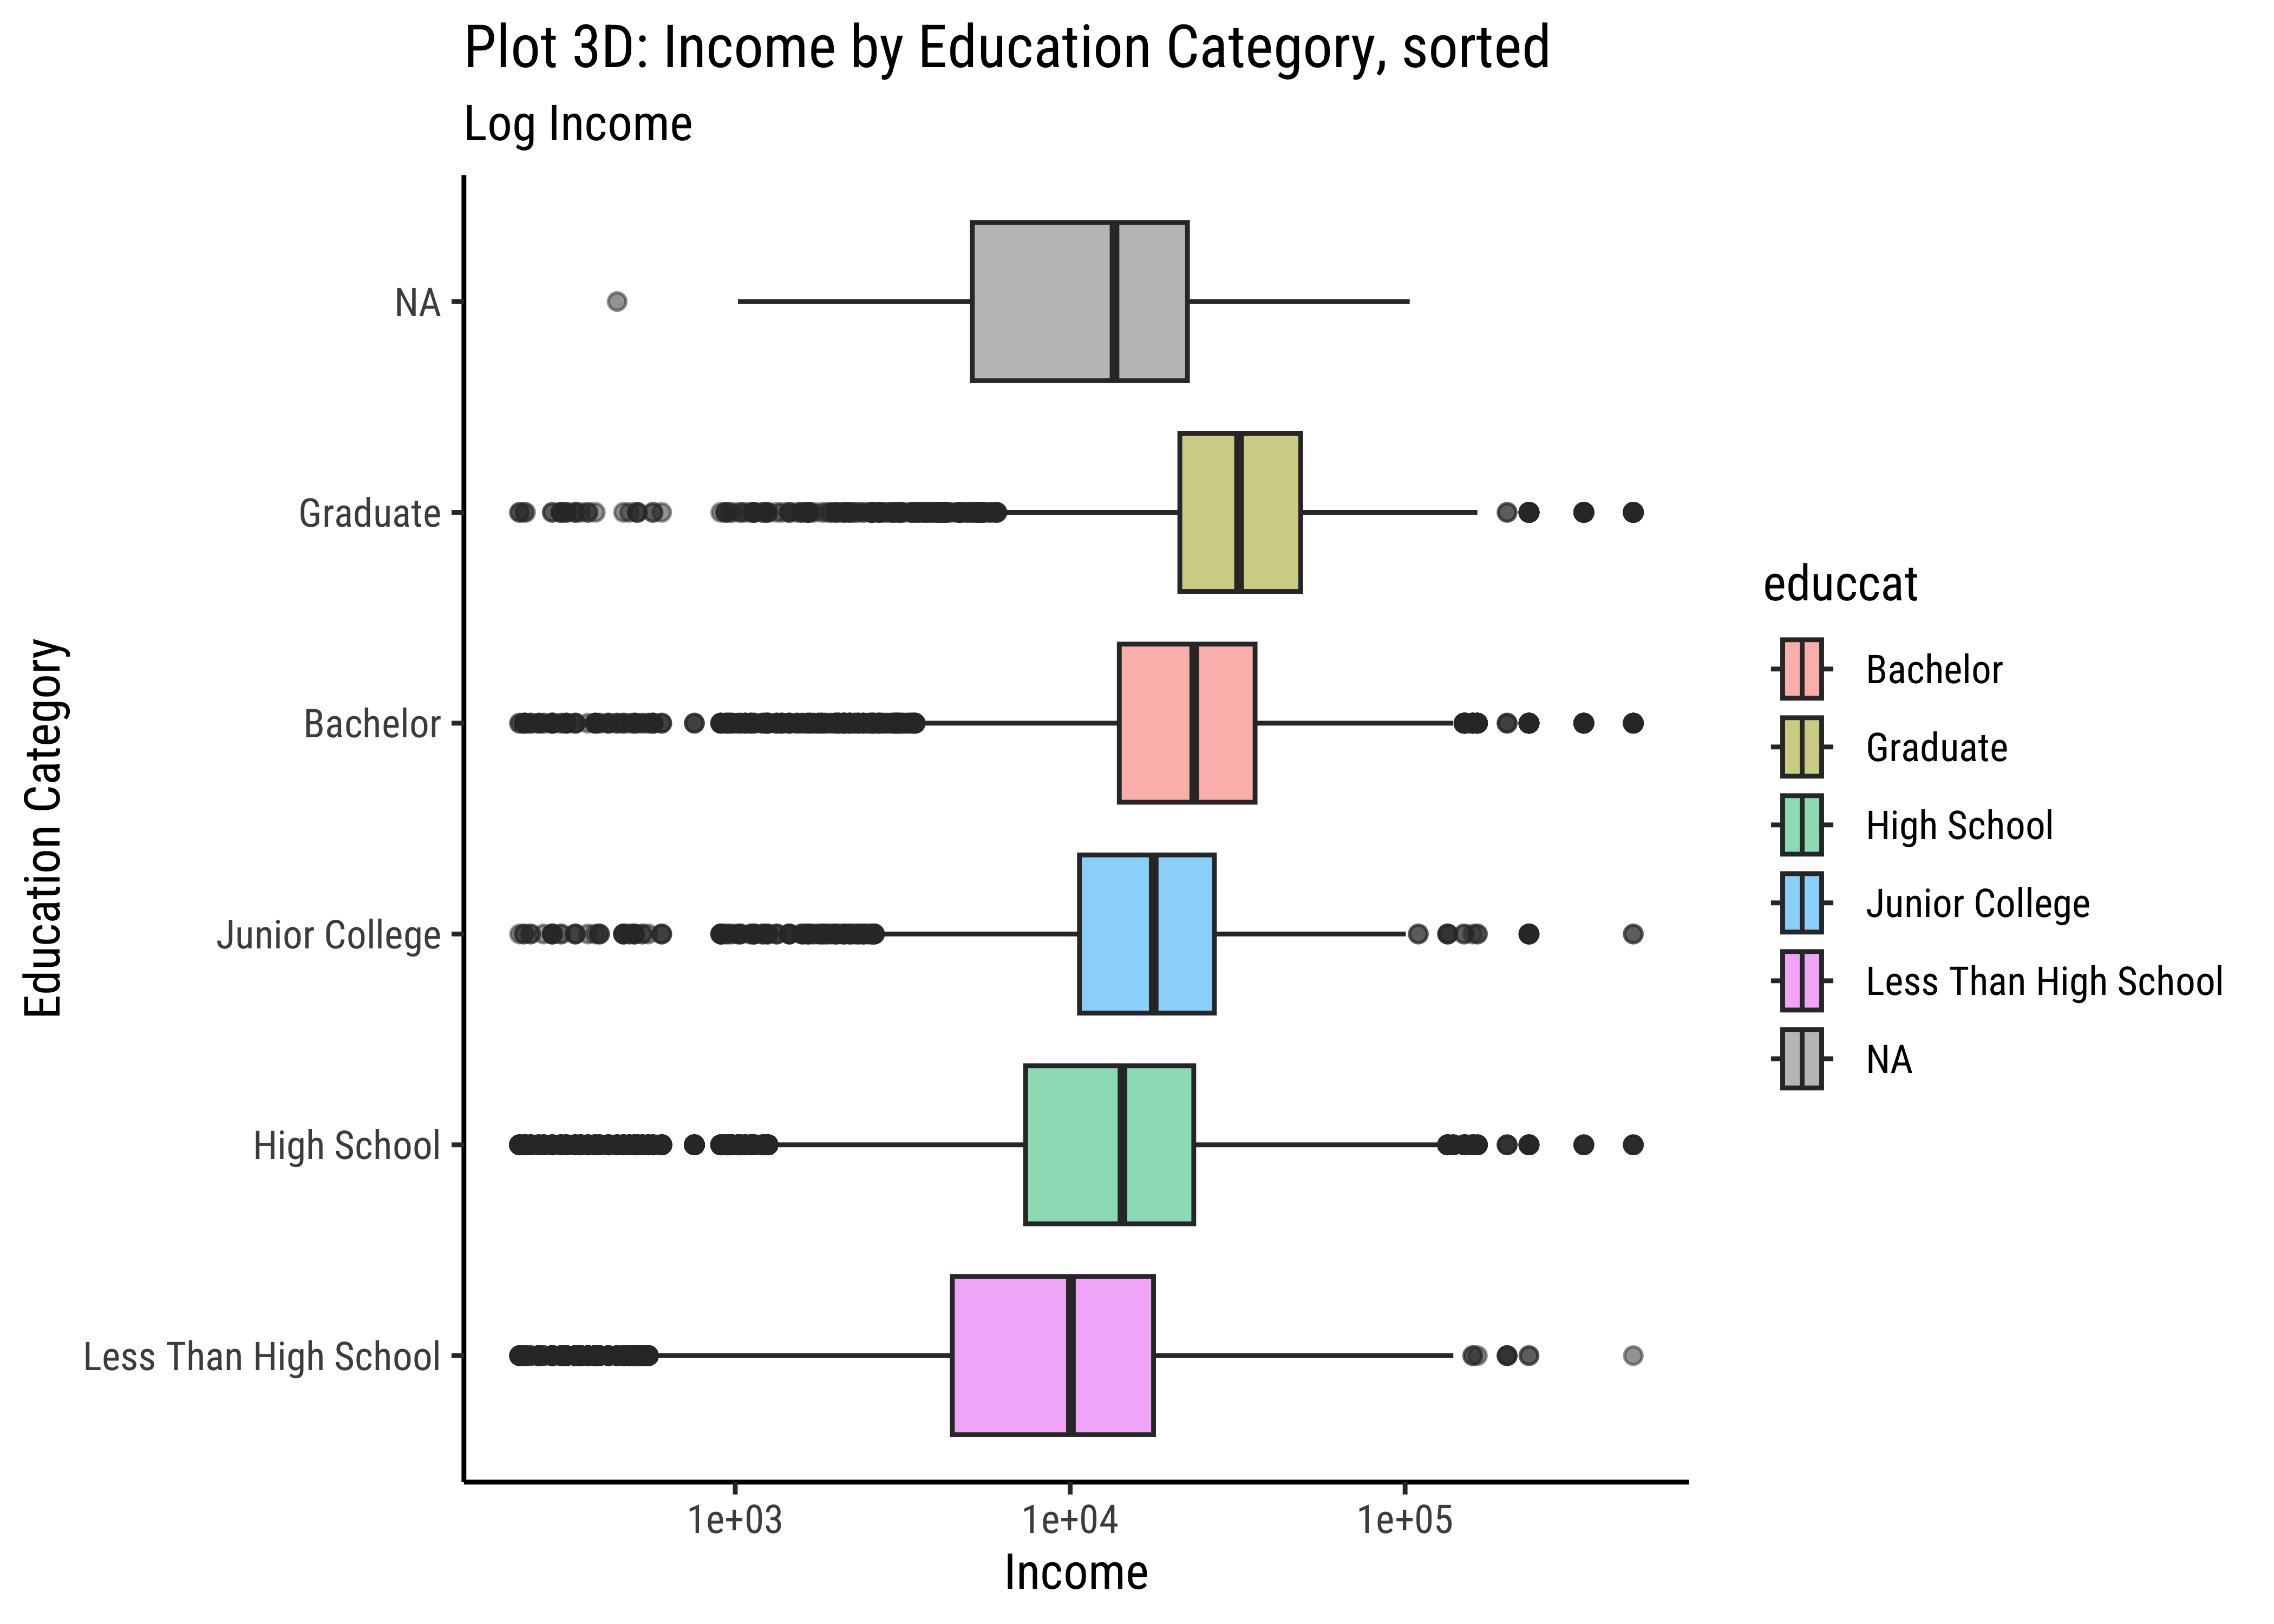 Plot 3D: Income by Education Category, sorted
Log Income
Education Category
NA
Graduate
Bachelor
Junior College
High School
Less Than High School
1e+03
1e+04
1e+05
Income
educcat
Bachelor
Graduate
High School
Junior College
Less Than High School
NA